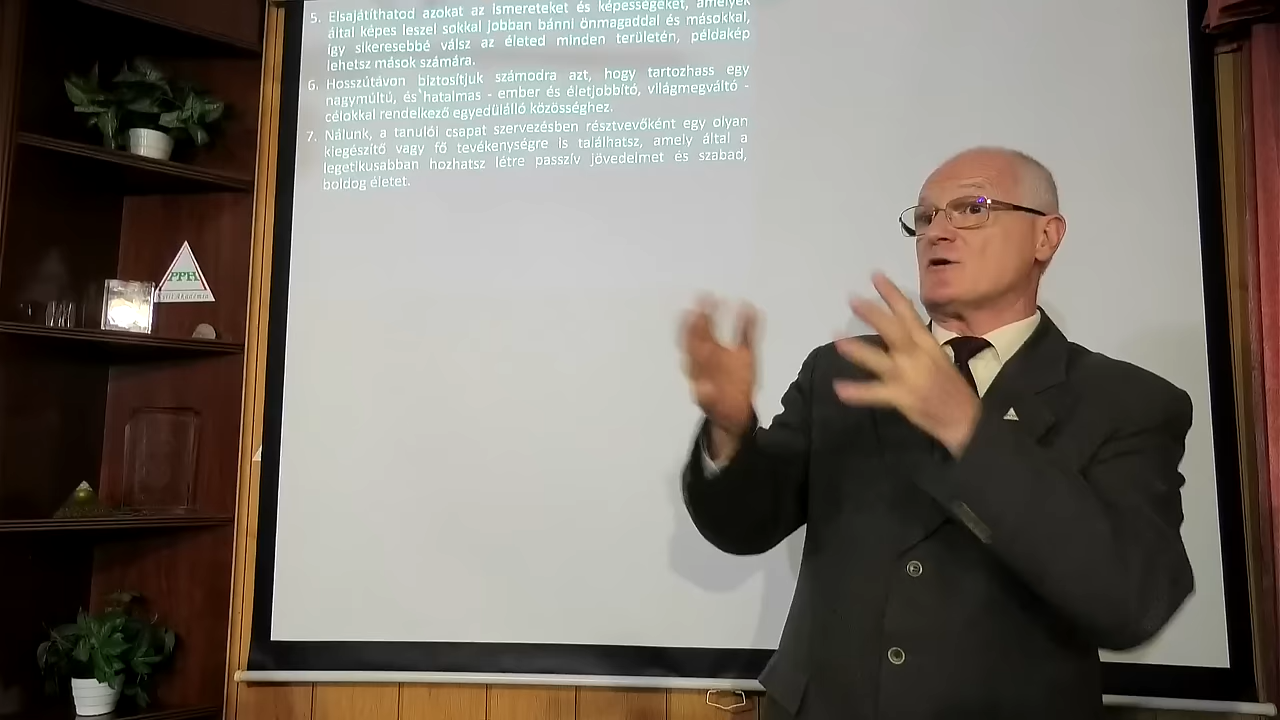 5. Elsajátíthatod azokat az ismereteket és képességeket, amelyek
által képes leszel sokkal jobban bánni önmagaddal és másokkal,
így sikeresebbé válsz az életed minden területén, példakép
lehetsz mások számára.
6. Hosszútávon biztosítjuk számodra azt, hogy tartozhass egy
nagymúltú, és hatalmas - ember és életjobbító, világmegváltó -
célokkal rendelkező egyedülálló közösséghez.
7. Nálunk, a tanulói csapat szervezésben résztvevőként egy olyan
kiegészítő vagy fő tevékenységre is találhatsz, amely által a
legetikusabban hozhatsz létre passzív jövedelmet és szabad,
boldog életet.
PPH